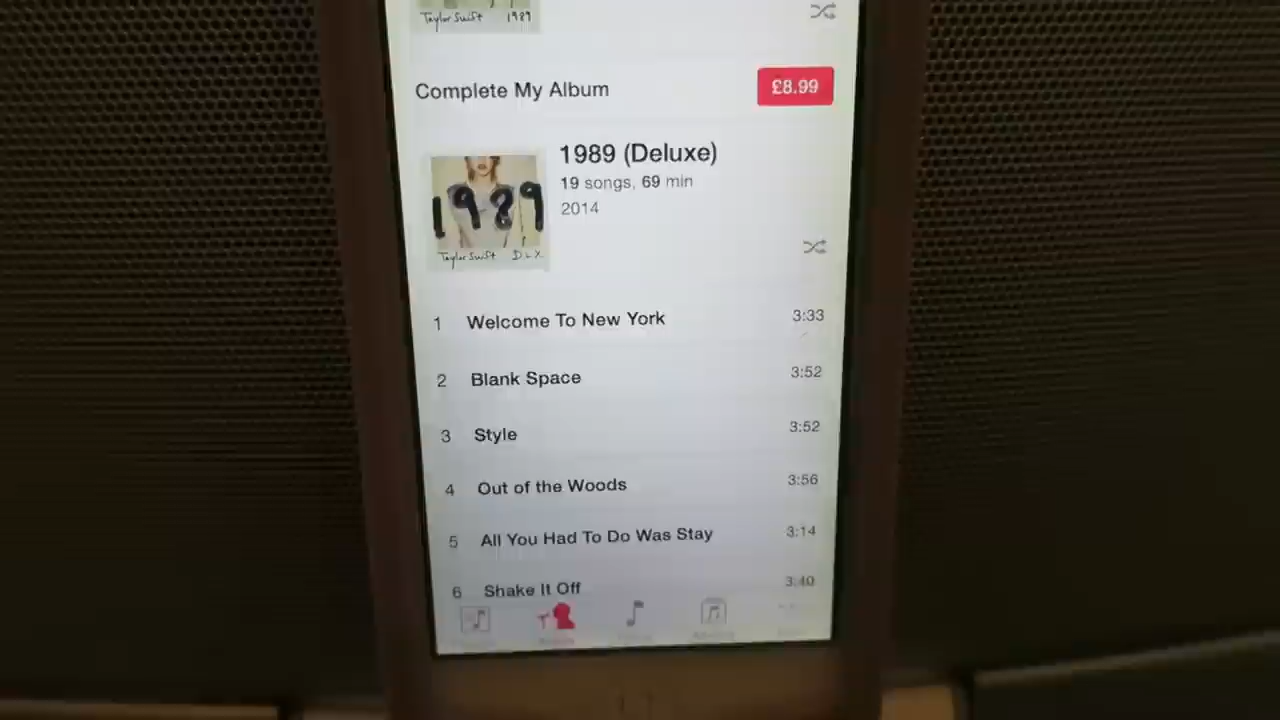 Taylor Swift 1989
Complete My Album £8.99
1989 (Deluxe)
19 songs, 69 min
2014
1989
Taylor Swift D L X.
1 Welcome To New York 3:33
2 Blank Space 3:52
3 Style 3:52
4 Out of the Woods 3:56
5 All You Had To Do Was Stay 3:14
6 Shake It Off 3:40